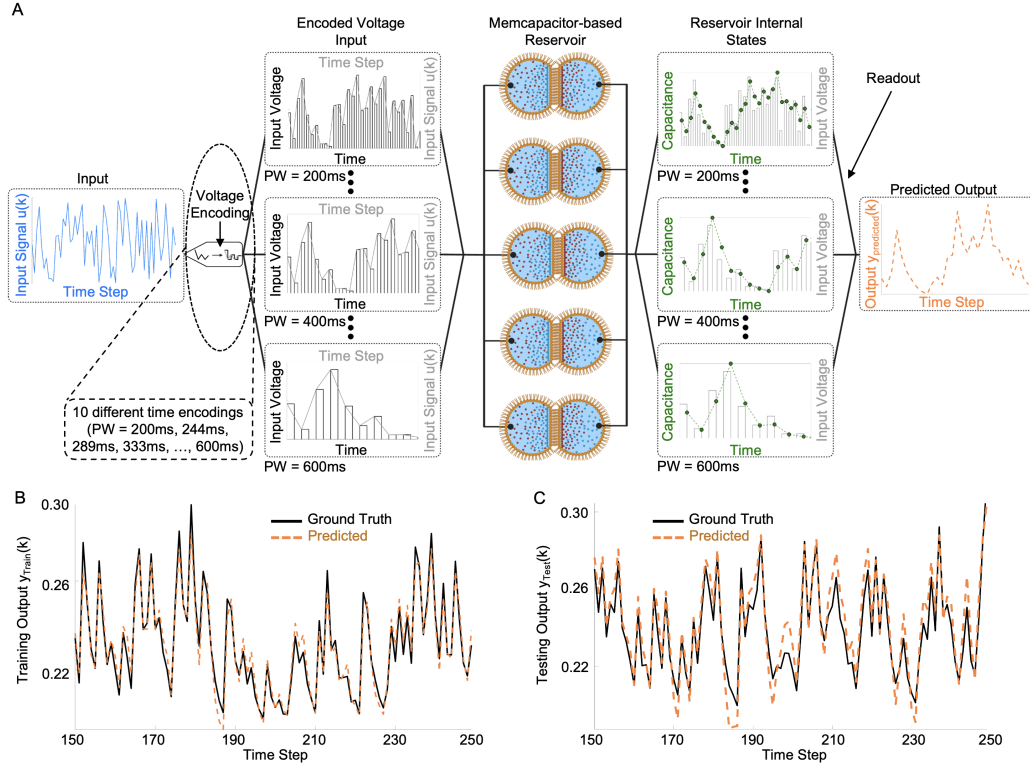 A
Encoded Voltage
Input
Memcapacitor-based
Reservoir
Reservoir Internal
States
Readout
Input
Input Signal u(k)
Time Step
Voltage
Encoding
10 different time encodings
(PW = 200ms, 244ms,
289ms, 333ms, …, 600ms)
Time Step
Input Voltage
Input Signal u(k)
Time
PW = 200ms
Time Step
Input Voltage
Input Signal u(k)
Time
PW = 400ms
Time Step
Input Voltage
Input Signal u(k)
Time
PW = 600ms
Capacitance
Input Voltage
Time
PW = 200ms
Capacitance
Input Voltage
Time
PW = 400ms
Capacitance
Input Voltage
Time
PW = 600ms
Predicted Output
Output ypredicted(k)
Time Step
B
0.30
0.26
0.22
Training Output yTrain(k)
Ground Truth
Predicted
150 170 190 210 230 250
Time Step
C
0.30
0.26
0.22
Testing Output yTest(k)
Ground Truth
Predicted
150 170 190 210 230 250
Time Step